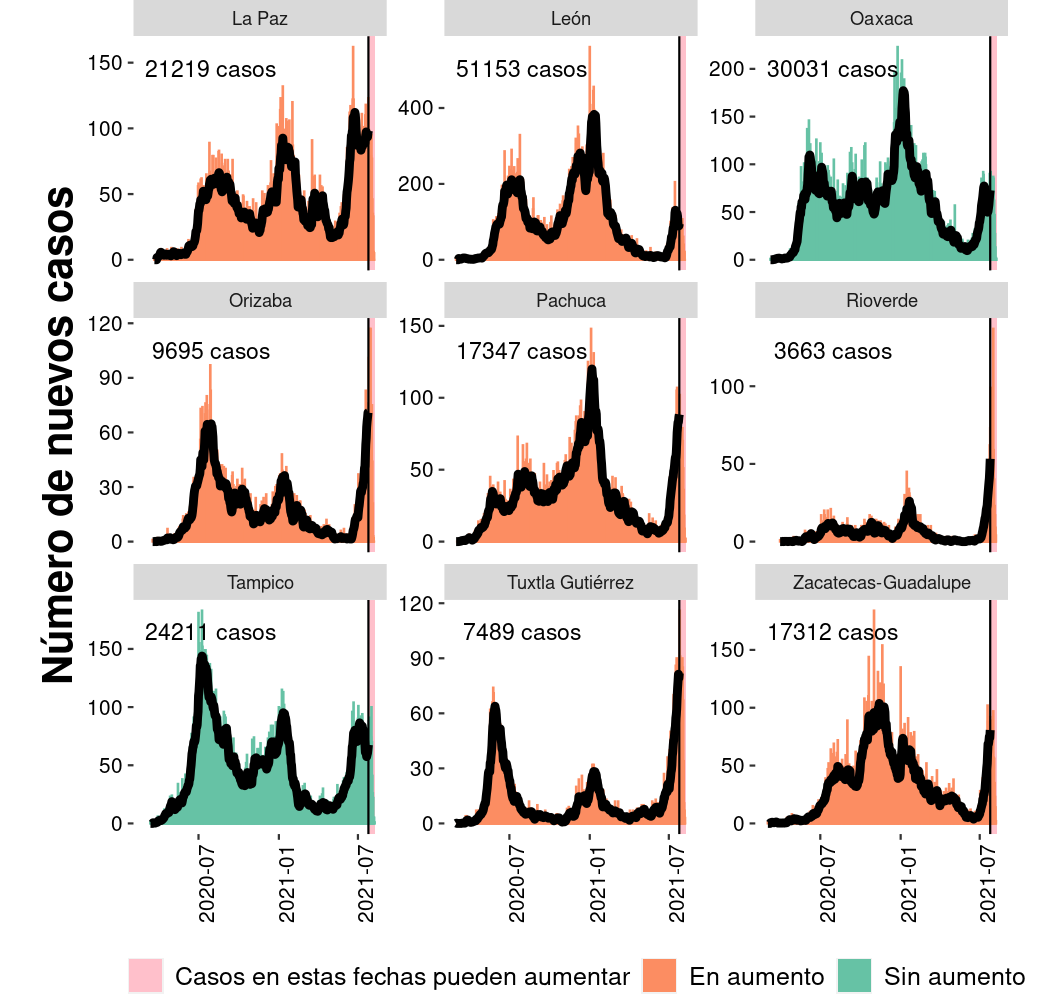 Número de nuevos casos
La Paz
León
Oaxaca
150
100
50
0
21219 casos
400
200
0
51153 casos
200
150
100
50
0
30031 casos
Orizaba
Pachuca
Rioverde
120
90
60
30
0
9695 casos
150
100
50
0
17347 casos
100
50
0
3663 casos
Tampico
Tuxtla Gutiérrez
Zacatecas-Guadalupe
150
100
50
0
24211 casos
120
90
60
30
0
7489 casos
150
100
50
0
17312 casos
2020-07
2021-01
2021-07
2020-07
2021-01
2021-07
2020-07
2021-01
2021-07
Casos en estas fechas pueden aumentar
En aumento
Sin aumento